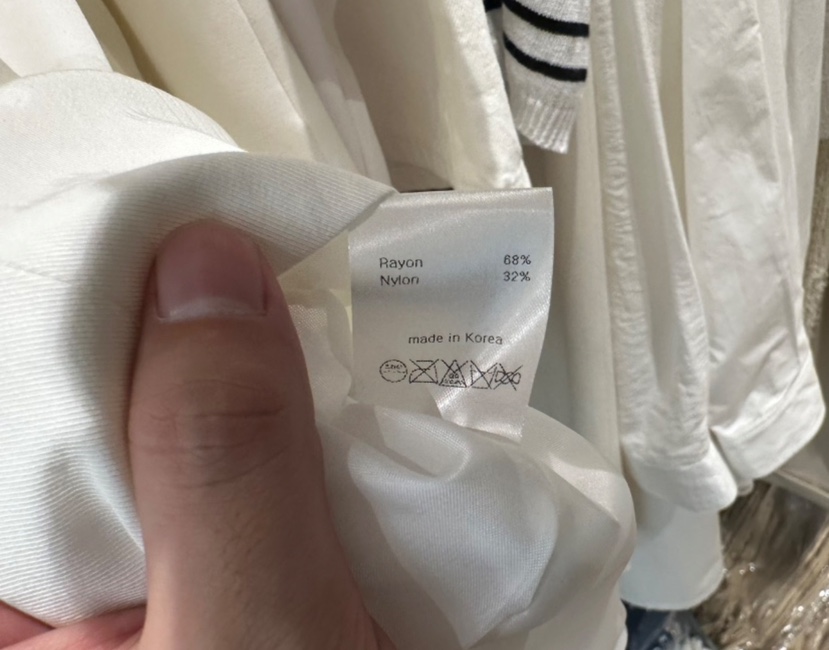 Rayon 68%
Nylon 32%
made in Korea